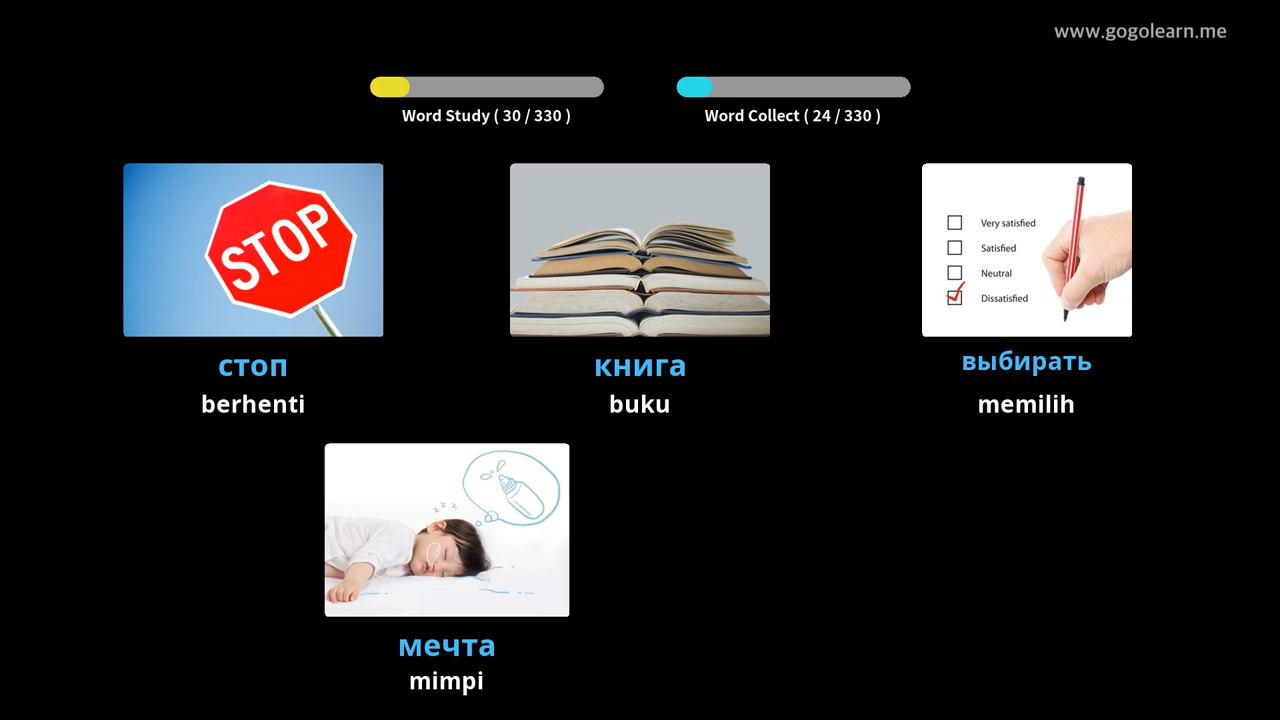 www.gogolearn.me
Word Study ( 30 / 330 )
Word Collect ( 24 / 330 )
STOP
Very satisfied
Satisfied
Neutral
Dissatisfied
стоп
berhenti
книга
buku
выбирать
memilih
z z z
мечта
mimpi